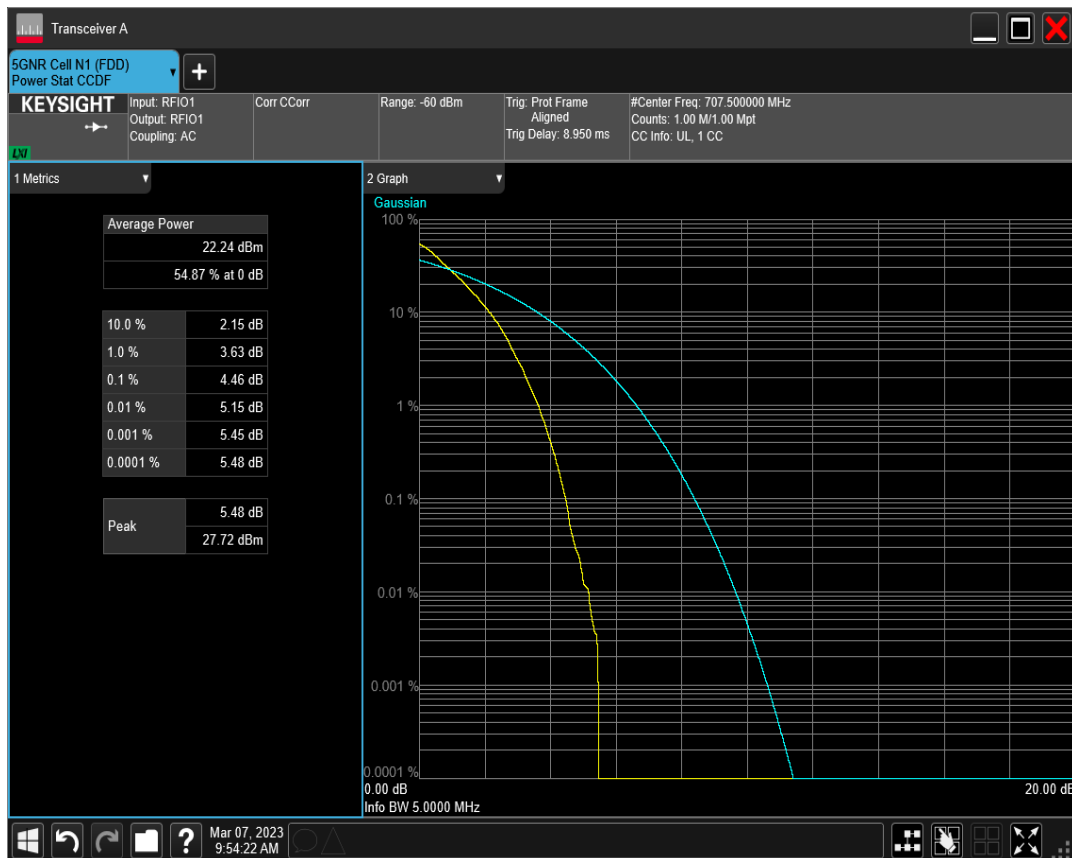 Transceiver A
5GNR Cell N1 (FDD)
Power Stat CCDF
KEYSIGHT
LXI
Input: RFIO1
Output: RFIO1
Coupling: AC
Corr CCorr
Range: -60 dBm
Trig: Prot Frame
Aligned
Trig Delay: 8.950 ms
#Center Freq: 707.500000 MHz
Counts: 1.00 M/1.00 Mpt
CC Info: UL, 1 CC
1 Metrics
Average Power
22.24 dBm
54.87 % at 0 dB
10.0 % 2.15 dB
1.0 % 3.63 dB
0.1 % 4.46 dB
0.01 % 5.15 dB
0.001 % 5.45 dB
0.0001 % 5.48 dB
Peak 5.48 dB
27.72 dBm
2 Graph
Gaussian
100 %
10 %
1 %
0.1 %
0.01 %
0.001 %
0.0001 %
0.00 dB 20.00 dB
Info BW 5.0000 MHz
Mar 07, 2023
9:54:22 AM